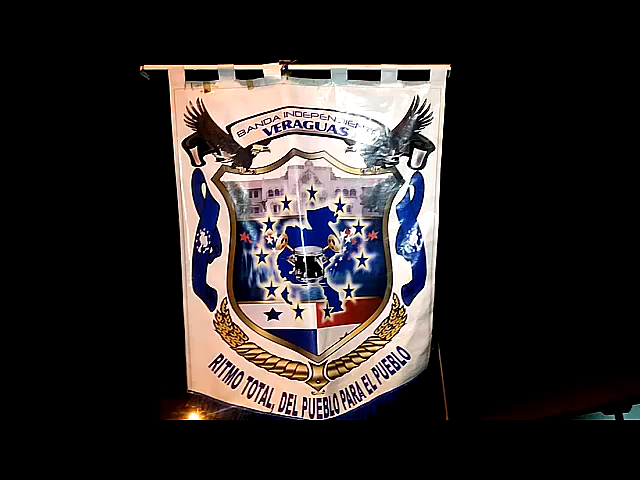 BANDA INDEPENDIENTE
VERAGUAS
RITMO TOTAL, DEL PUEBLO PARA EL PUEBLO